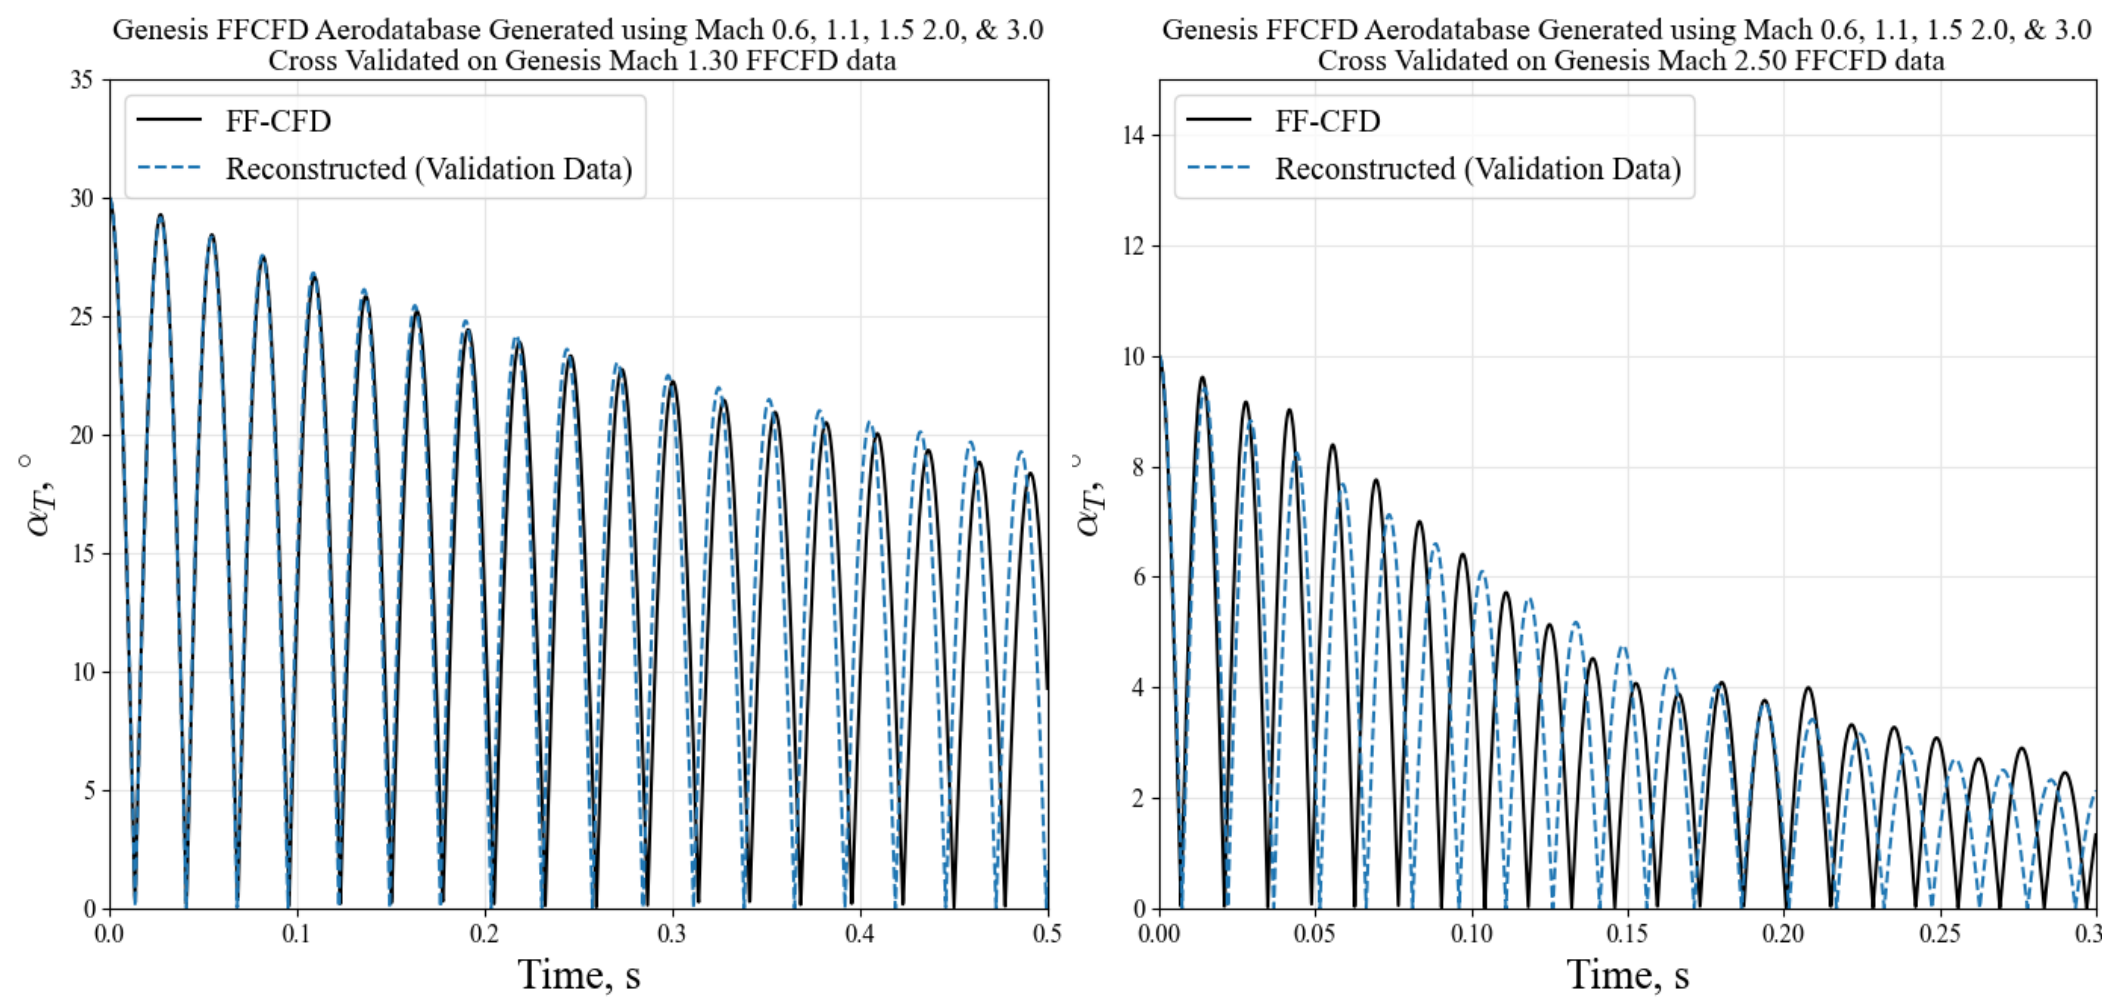 Genesis FFCFD Aerodatabase Generated using Mach 0.6, 1.1, 1.5 2.0, & 3.0
Cross Validated on Genesis Mach 1.30 FFCFD data
35
30
25
20
15
10
5
0
α_T, °
FF-CFD
Reconstructed (Validation Data)
0.0 0.1 0.2 0.3 0.4 0.5
Time, s
Genesis FFCFD Aerodatabase Generated using Mach 0.6, 1.1, 1.5 2.0, & 3.0
Cross Validated on Genesis Mach 2.50 FFCFD data
14
12
10
8
6
4
2
0
α_T, °
FF-CFD
Reconstructed (Validation Data)
0.00 0.05 0.10 0.15 0.20 0.25 0.3
Time, s